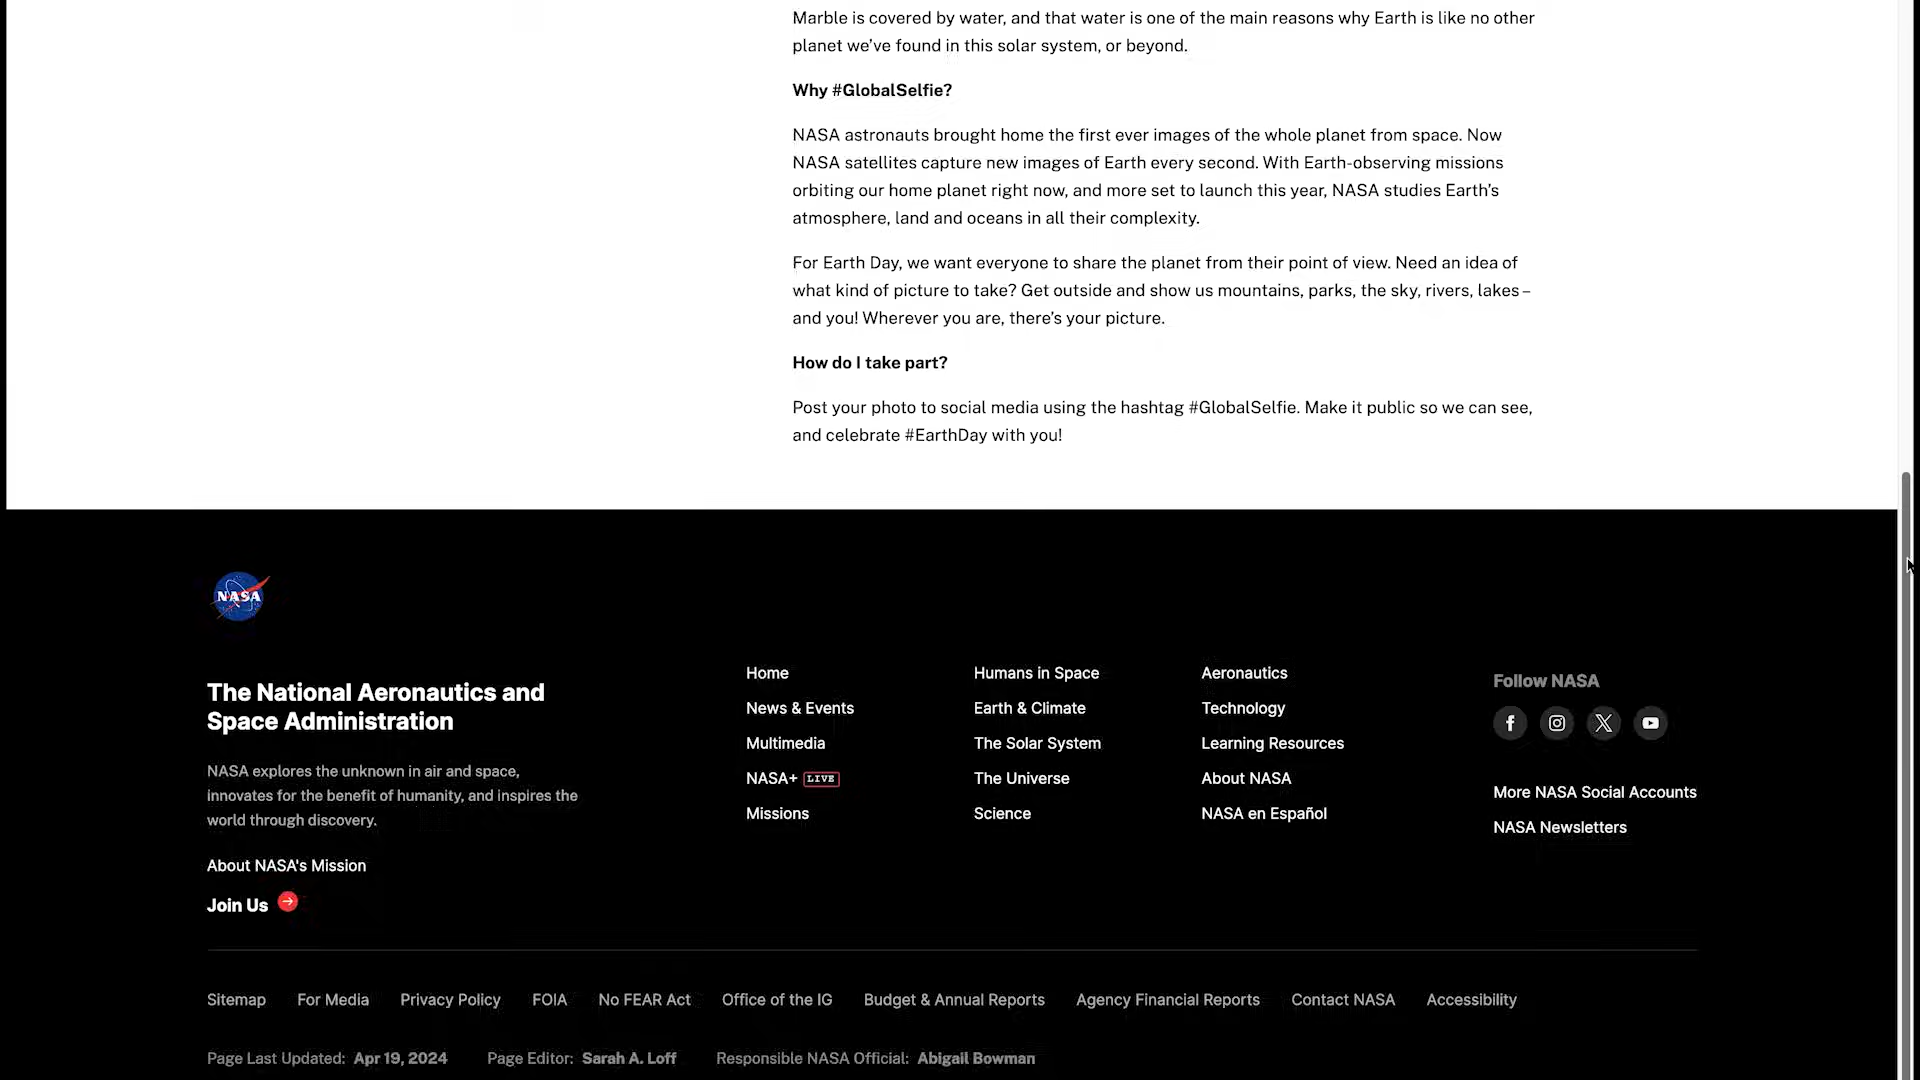 Marble is covered by water, and that water is one of the main reasons why Earth is like no other
planet we’ve found in this solar system, or beyond.
Why #GlobalSelfie?
NASA astronauts brought home the first ever images of the whole planet from space. Now
NASA satellites capture new images of Earth every second. With Earth-observing missions
orbiting our home planet right now, and more set to launch this year, NASA studies Earth’s
atmosphere, land and oceans in all their complexity.
For Earth Day, we want everyone to share the planet from their point of view. Need an idea of
what kind of picture to take? Get outside and show us mountains, parks, the sky, rivers, lakes –
and you! Wherever you are, there’s your picture.
How do I take part?
Post your photo to social media using the hashtag #GlobalSelfie. Make it public so we can see,
and celebrate #EarthDay with you!
NASA
The National Aeronautics and
Space Administration
NASA explores the unknown in air and space,
innovates for the benefit of humanity, and inspires the
world through discovery.
About NASA's Mission
Join Us
Home
News & Events
Multimedia
NASA+ LIVE
Missions
Humans in Space
Earth & Climate
The Solar System
The Universe
Science
Aeronautics
Technology
Learning Resources
About NASA
NASA en Español
Follow NASA
More NASA Social Accounts
NASA Newsletters
Sitemap For Media Privacy Policy FOIA No FEAR Act Office of the IG Budget & Annual Reports Agency Financial Reports Contact NASA Accessibility
Page Last Updated: Apr 19, 2024 Page Editor: Sarah A. Loff Responsible NASA Official: Abigail Bowman